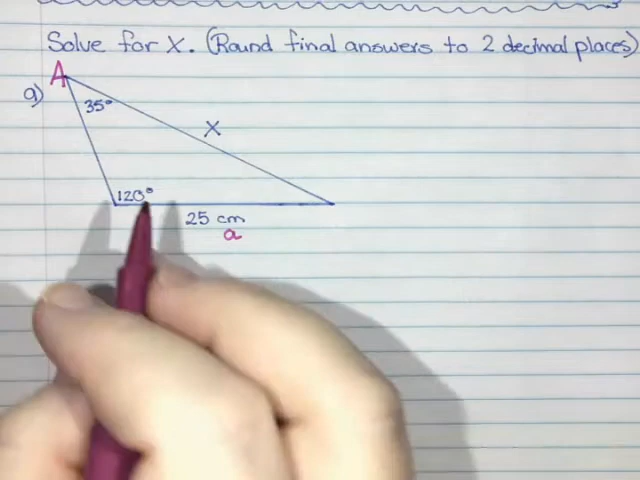 Solve for X. (Round final answers to 2 decimal places)
A
a)
35°
X
120°
25 cm
a